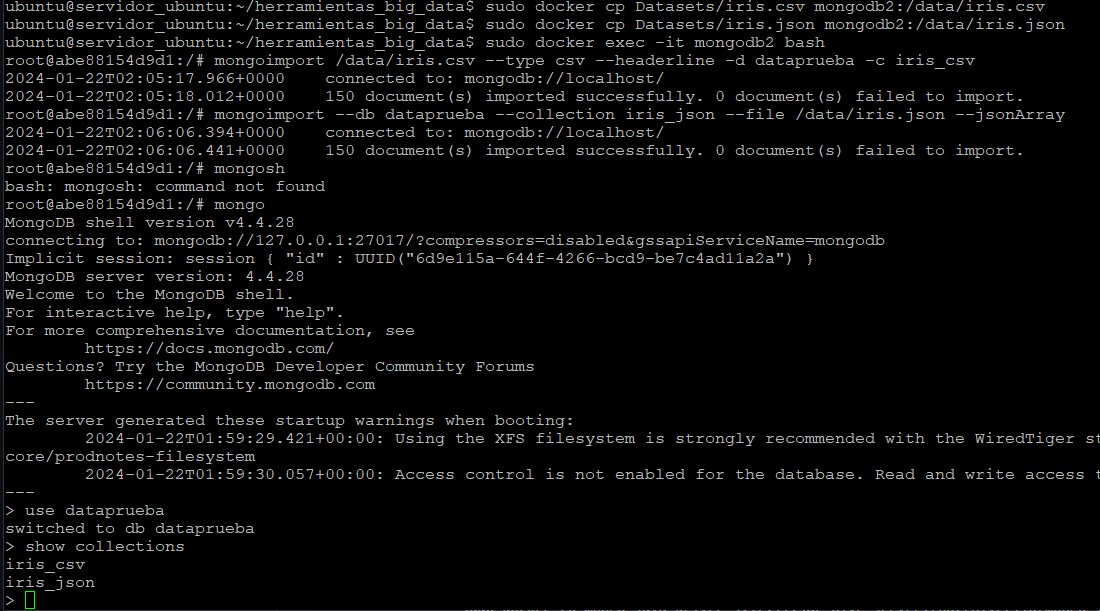 ubuntu@servidor_ubuntu:~/herramientas_big_data$ sudo docker cp Datasets/iris.csv mongodb2:/data/iris.csv
ubuntu@servidor_ubuntu:~/herramientas_big_data$ sudo docker cp Datasets/iris.json mongodb2:/data/iris.json
ubuntu@servidor_ubuntu:~/herramientas_big_data$ sudo docker exec -it mongodb2 bash
root@abe88154d9d1:/# mongoimport /data/iris.csv --type csv --headerline -d dataprueba -c iris_csv
2024-01-22T02:05:17.966+0000    connected to: mongodb://localhost/
2024-01-22T02:05:18.012+0000    150 document(s) imported successfully. 0 document(s) failed to import.
root@abe88154d9d1:/# mongoimport --db dataprueba --collection iris_json --file /data/iris.json --jsonArray
2024-01-22T02:06:06.394+0000    connected to: mongodb://localhost/
2024-01-22T02:06:06.441+0000    150 document(s) imported successfully. 0 document(s) failed to import.
root@abe88154d9d1:/# mongosh
bash: mongosh: command not found
root@abe88154d9d1:/# mongo
MongoDB shell version v4.4.28
connecting to: mongodb://127.0.0.1:27017/?compressors=disabled&gssapiServiceName=mongodb
Implicit session: session { "id" : UUID("6d9e115a-644f-4266-bcd9-be7c4ad11a2a") }
MongoDB server version: 4.4.28
Welcome to the MongoDB shell.
For interactive help, type "help".
For more comprehensive documentation, see
        https://docs.mongodb.com/
Questions? Try the MongoDB Developer Community Forums
        https://community.mongodb.com
---
The server generated these startup warnings when booting:
        2024-01-22T01:59:29.421+00:00: Using the XFS filesystem is strongly recommended with the WiredTiger st
core/prodnotes-filesystem
        2024-01-22T01:59:30.057+00:00: Access control is not enabled for the database. Read and write access t
---
> use dataprueba
switched to db dataprueba
> show collections
iris_csv
iris_json
>